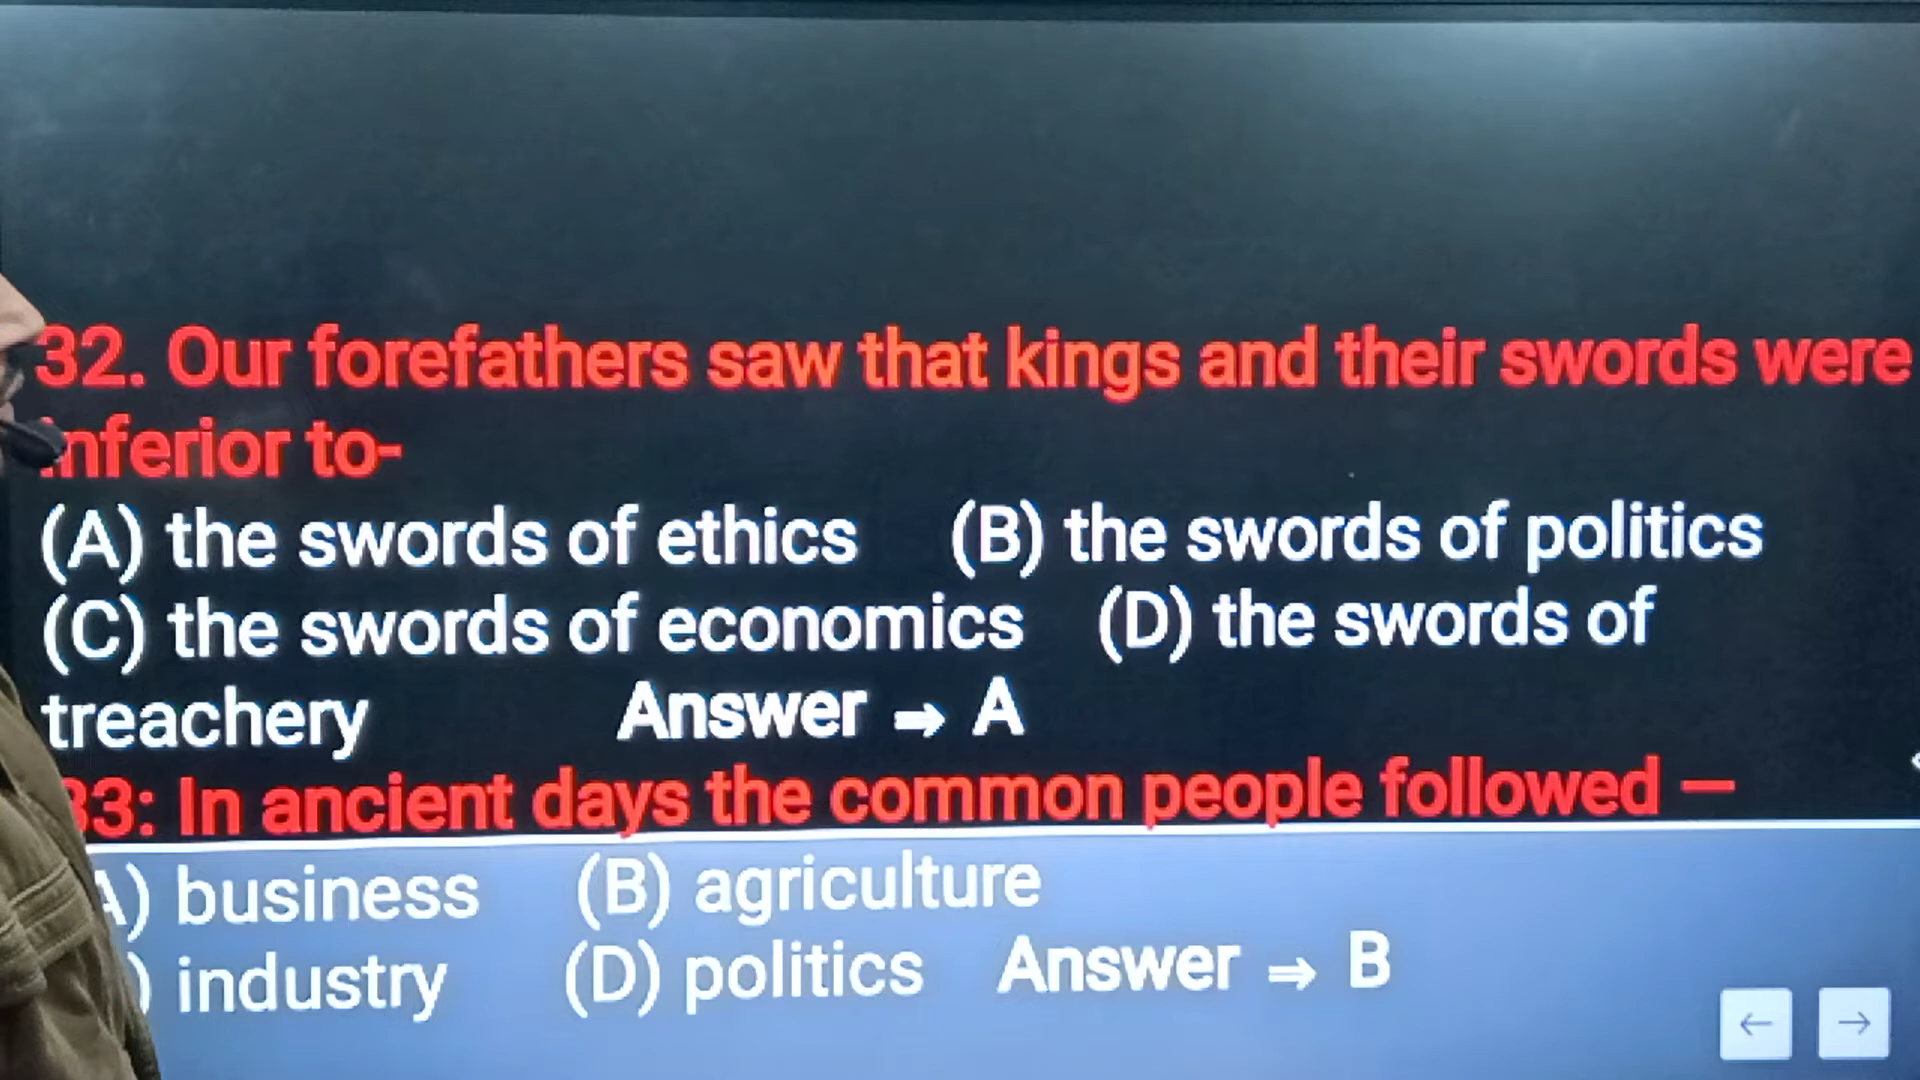 32. Our forefathers saw that kings and their swords were
inferior to-
(A) the swords of ethics (B) the swords of politics
(C) the swords of economics (D) the swords of
treachery Answer ⇒ A
33: In ancient days the common people followed —
A) business (B) agriculture
) industry (D) politics Answer ⇒ B